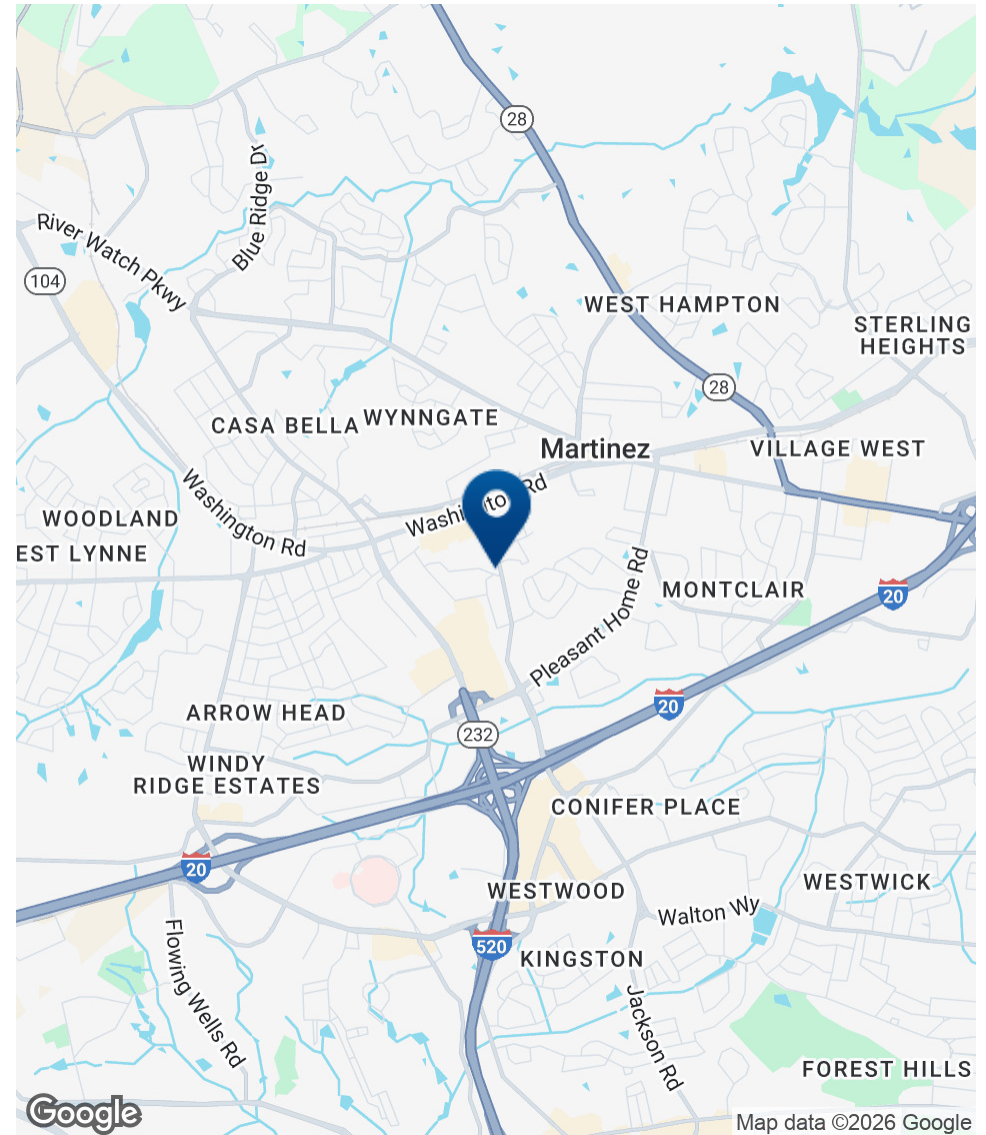 28
Blue Ridge Dr
River Watch Pkwy
104
WEST HAMPTON
STERLING
HEIGHTS
28
CASA BELLA
WYNNGATE
Martinez
VILLAGE WEST
Washington Rd
Washingto
Rd
WOODLAND
EST LYNNE
20
MONTCLAIR
Pleasant Home Rd
20
ARROW HEAD
232
WINDY
RIDGE ESTATES
CONIFER PLACE
20
WESTWOOD
WESTWICK
Walton Wy
520
KINGSTON
Flowing Wells Rd
Jackson Rd
FOREST HILLS
Google
Map data ©2026 Google